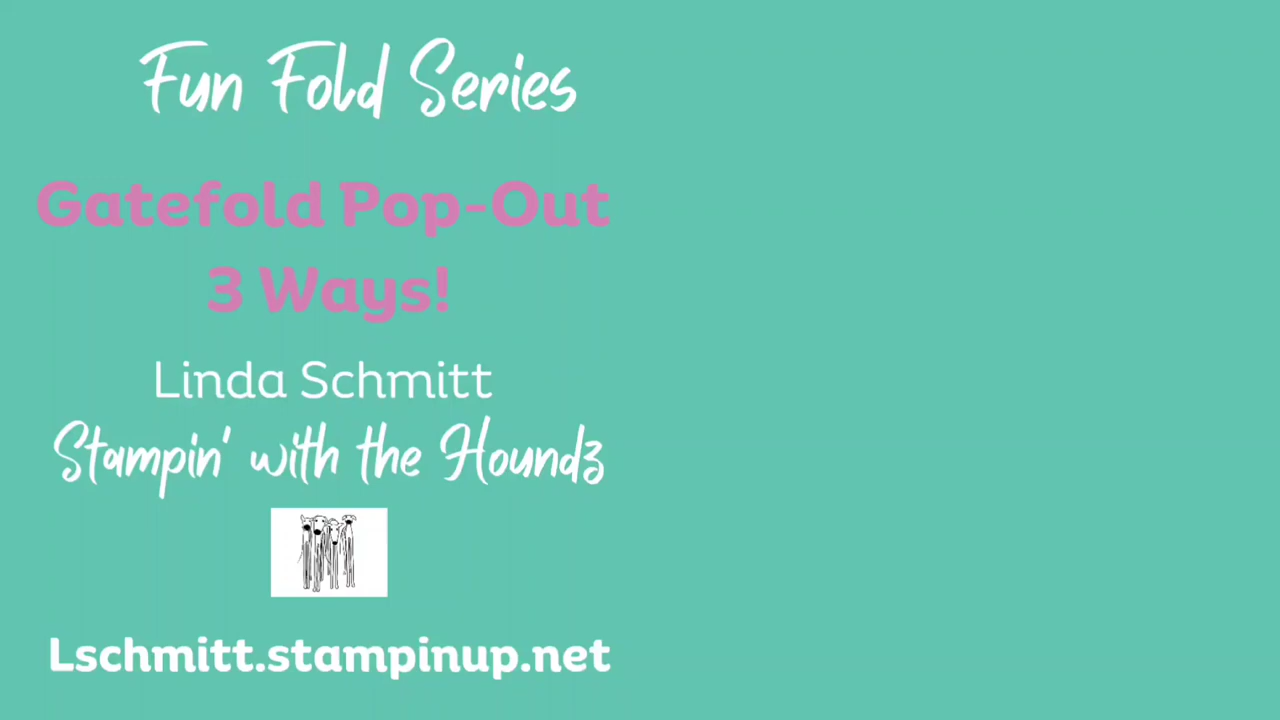 Fun Fold Series
Gatefold Pop-Out
3 Ways!
Linda Schmitt
Stampin' with the Houndz
Lschmitt.stampinup.net